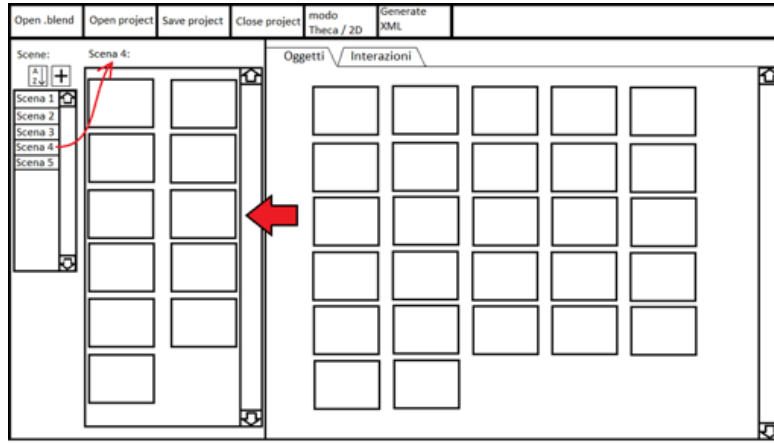 Open .blend
Open project
Save project
Close project
modo
Theca / 2D
Generate
XML
Scene:
Scena 4:
Oggetti
Interazioni
A
Z
Scena 1
Scena 2
Scena 3
Scena 4
Scena 5